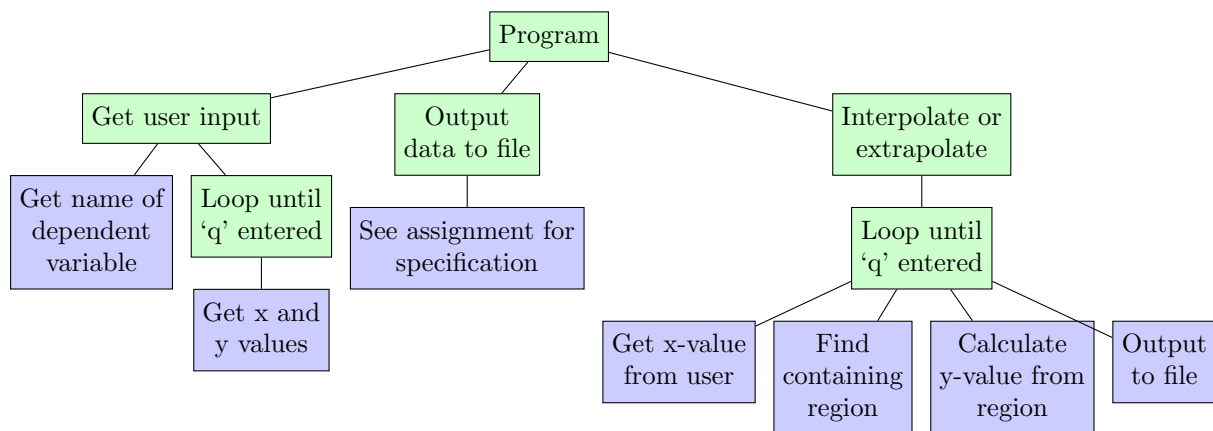 Program
Get user input
Output
data to file
Interpolate or
extrapolate
Get name of
dependent
variable
Loop until
‘q’ entered
See assignment for
specification
Loop until
‘q’ entered
Get x and
y values
Get x-value
from user
Find
containing
region
Calculate
y-value from
region
Output
to file